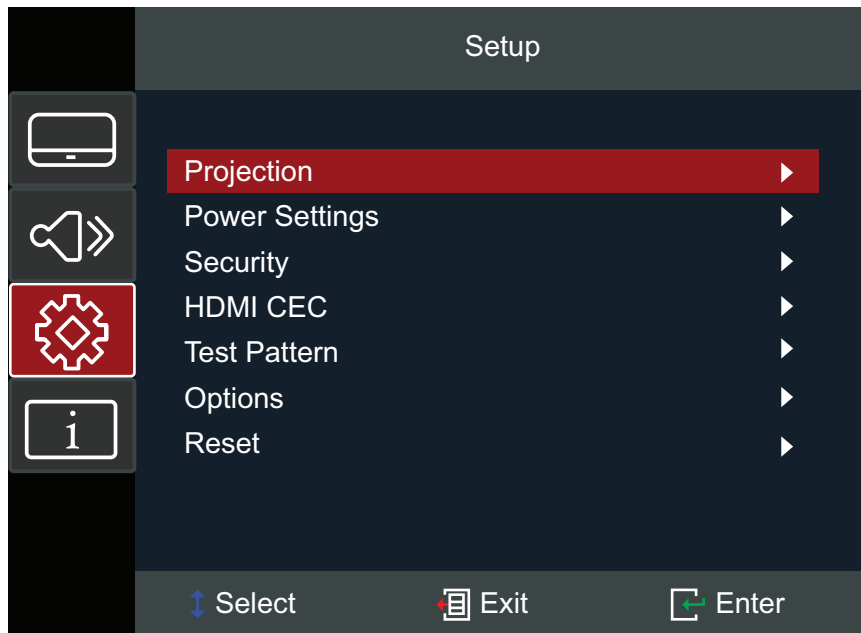 Setup
Projection
Power Settings
Security
HDMI CEC
Test Pattern
Options
Reset
i
Select Exit Enter